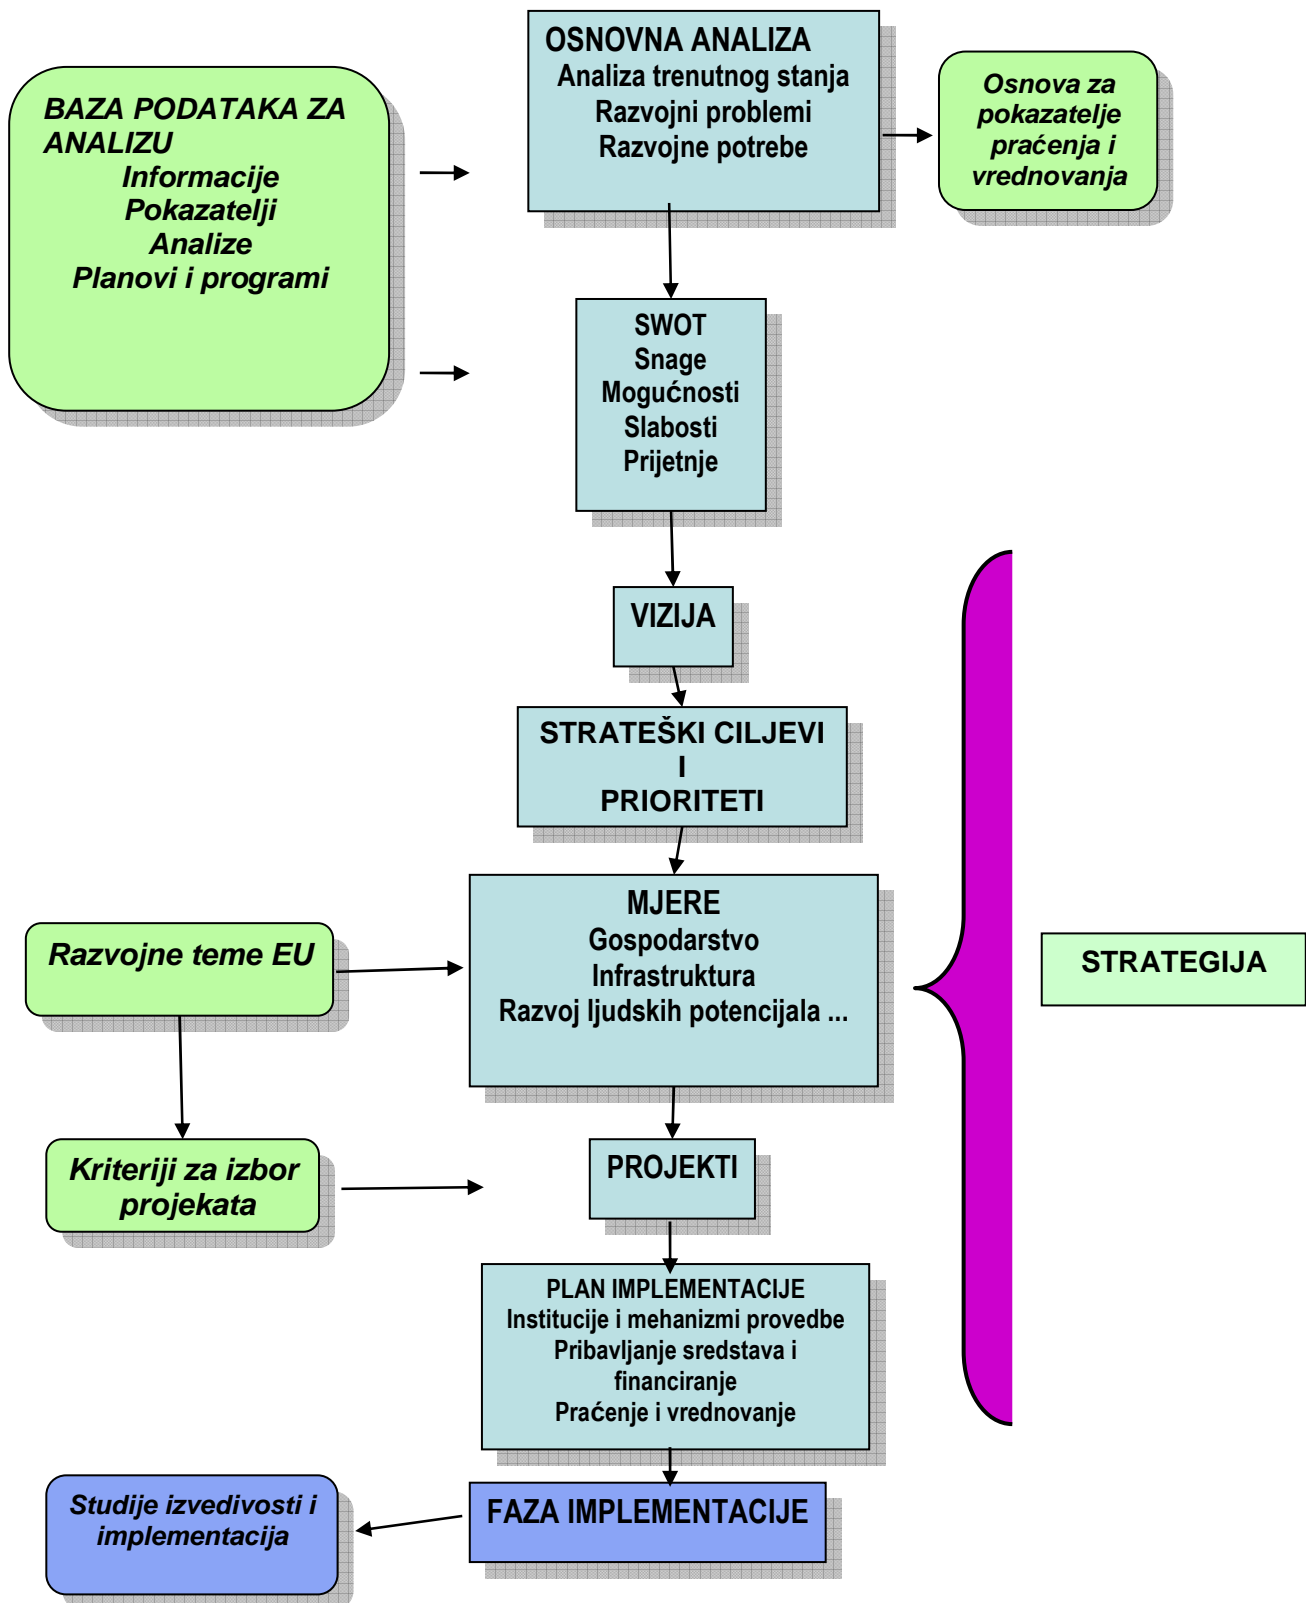 OSNOVNA ANALIZA
Analiza trenutnog stanja
Razvojni problemi
Razvojne potrebe
BAZA PODATAKA ZA
ANALIZU
Informacije
Pokazatelji
Analize
Planovi i programi
Osnova za
pokazatelje
praćenja i
vrednovanja
SWOT
Snage
Mogućnosti
Slabosti
Prijetnje
VIZIJA
STRATEŠKI CILJEVI
I
PRIORITETI
MJERE
Gospodarstvo
Infrastruktura
Razvoj ljudskih potencijala ...
Razvojne teme EU
STRATEGIJA
Kriteriji za izbor
projekata
PROJEKTI
PLAN IMPLEMENTACIJE
Institucije i mehanizmi provedbe
Pribavljanje sredstava i
financiranje
Praćenje i vrednovanje
FAZA IMPLEMENTACIJE
Studije izvedivosti i
implementacija